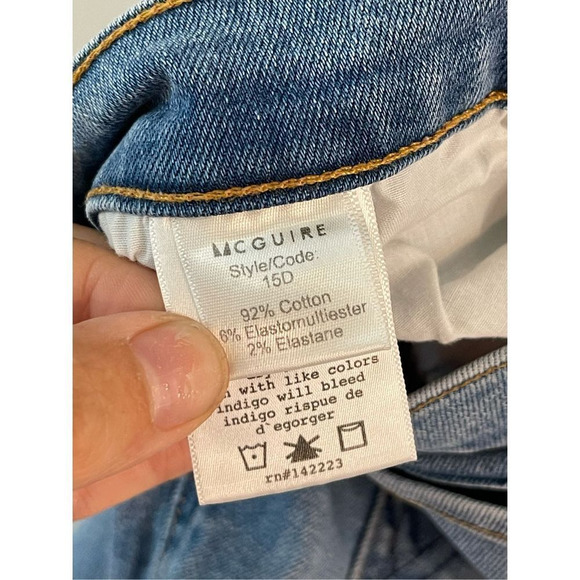 MCGUIRE
Style/Code:
15D
92% Cotton
6% Elastomultiester
2% Elastane
with like colors
indigo will bleed
indigo rispue de
d`egorger
rn#142223